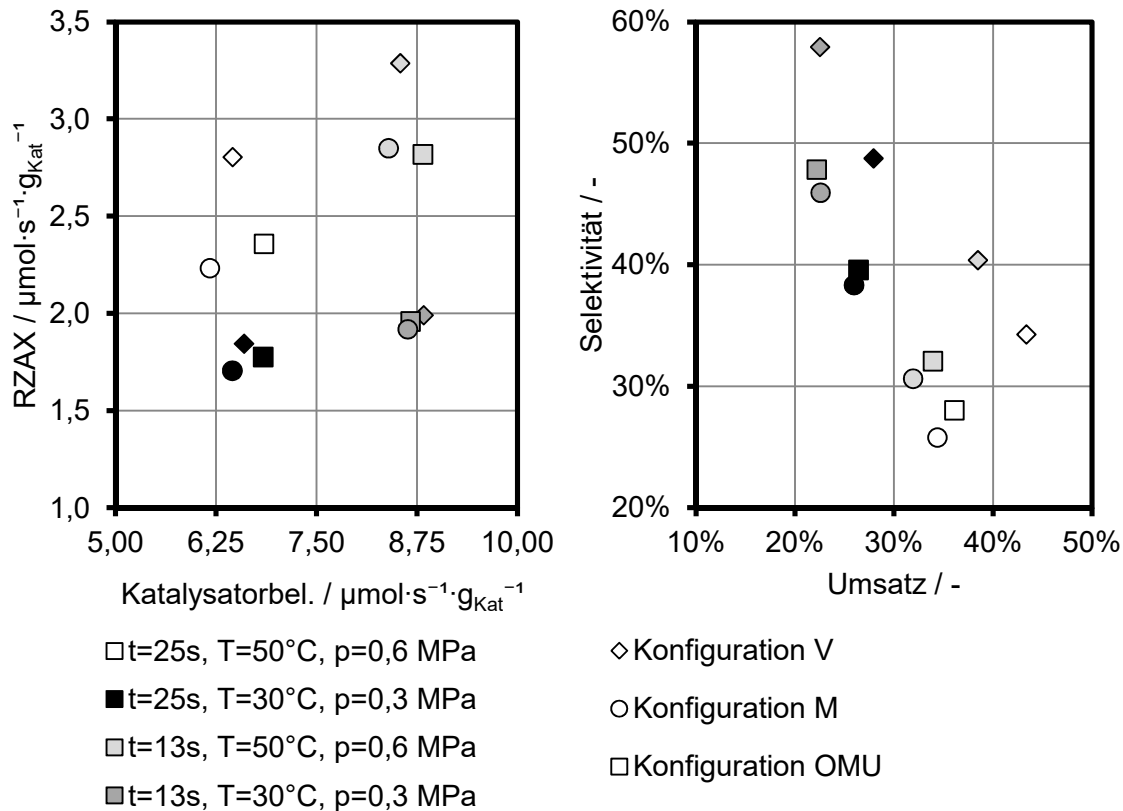 3,5
3,0
2,5
2,0
1,5
1,0
RZAX / µmol·s⁻¹·gKat⁻¹
5,00 6,25 7,50 8,75 10,00
Katalysatorbel. / µmol·s⁻¹·gKat⁻¹
60%
50%
40%
30%
20%
Selektivität / -
10% 20% 30% 40% 50%
Umsatz / -
t=25s, T=50°C, p=0,6 MPa
t=25s, T=30°C, p=0,3 MPa
t=13s, T=50°C, p=0,6 MPa
t=13s, T=30°C, p=0,3 MPa
Konfiguration V
Konfiguration M
Konfiguration OMU